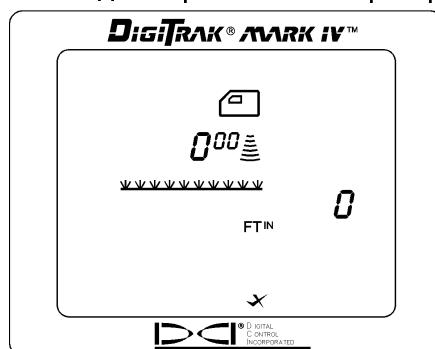 DIGITRAK® MARK IV™
0⁰⁰
0
FT IN
DCI® DIGITAL
CONTROL
INCORPORATED